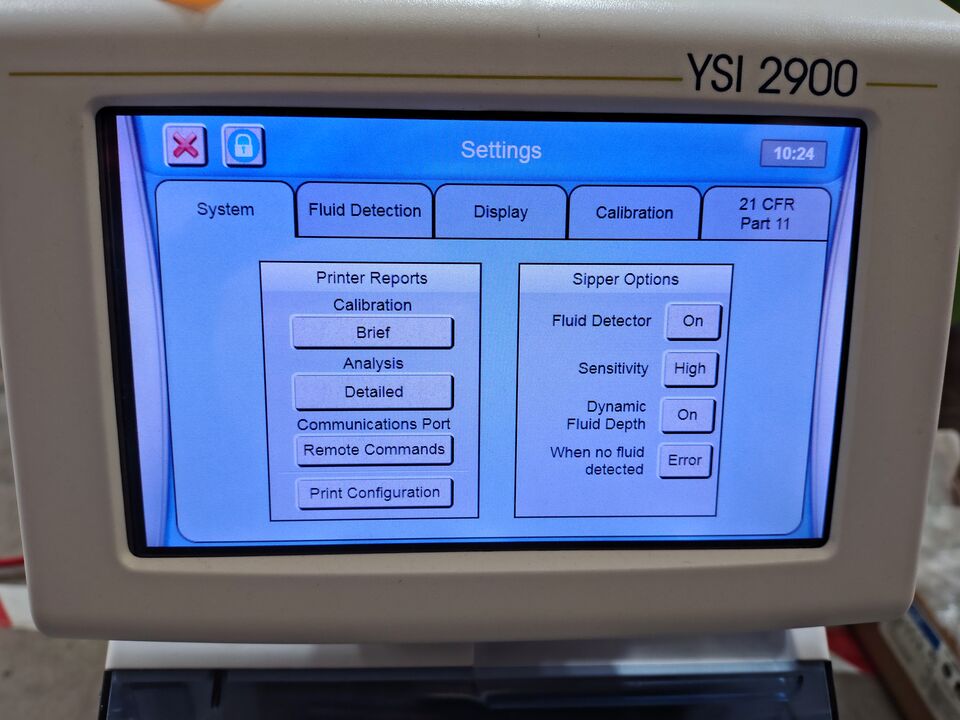 YSI 2900
Settings
10:24
System
Fluid Detection
Display
Calibration
21 CFR
Part 11
Printer Reports
Calibration
Brief
Analysis
Detailed
Communications Port
Remote Commands
Print Configuration
Sipper Options
Fluid Detector
On
Sensitivity
High
Dynamic
Fluid Depth
On
When no fluid
detected
Error